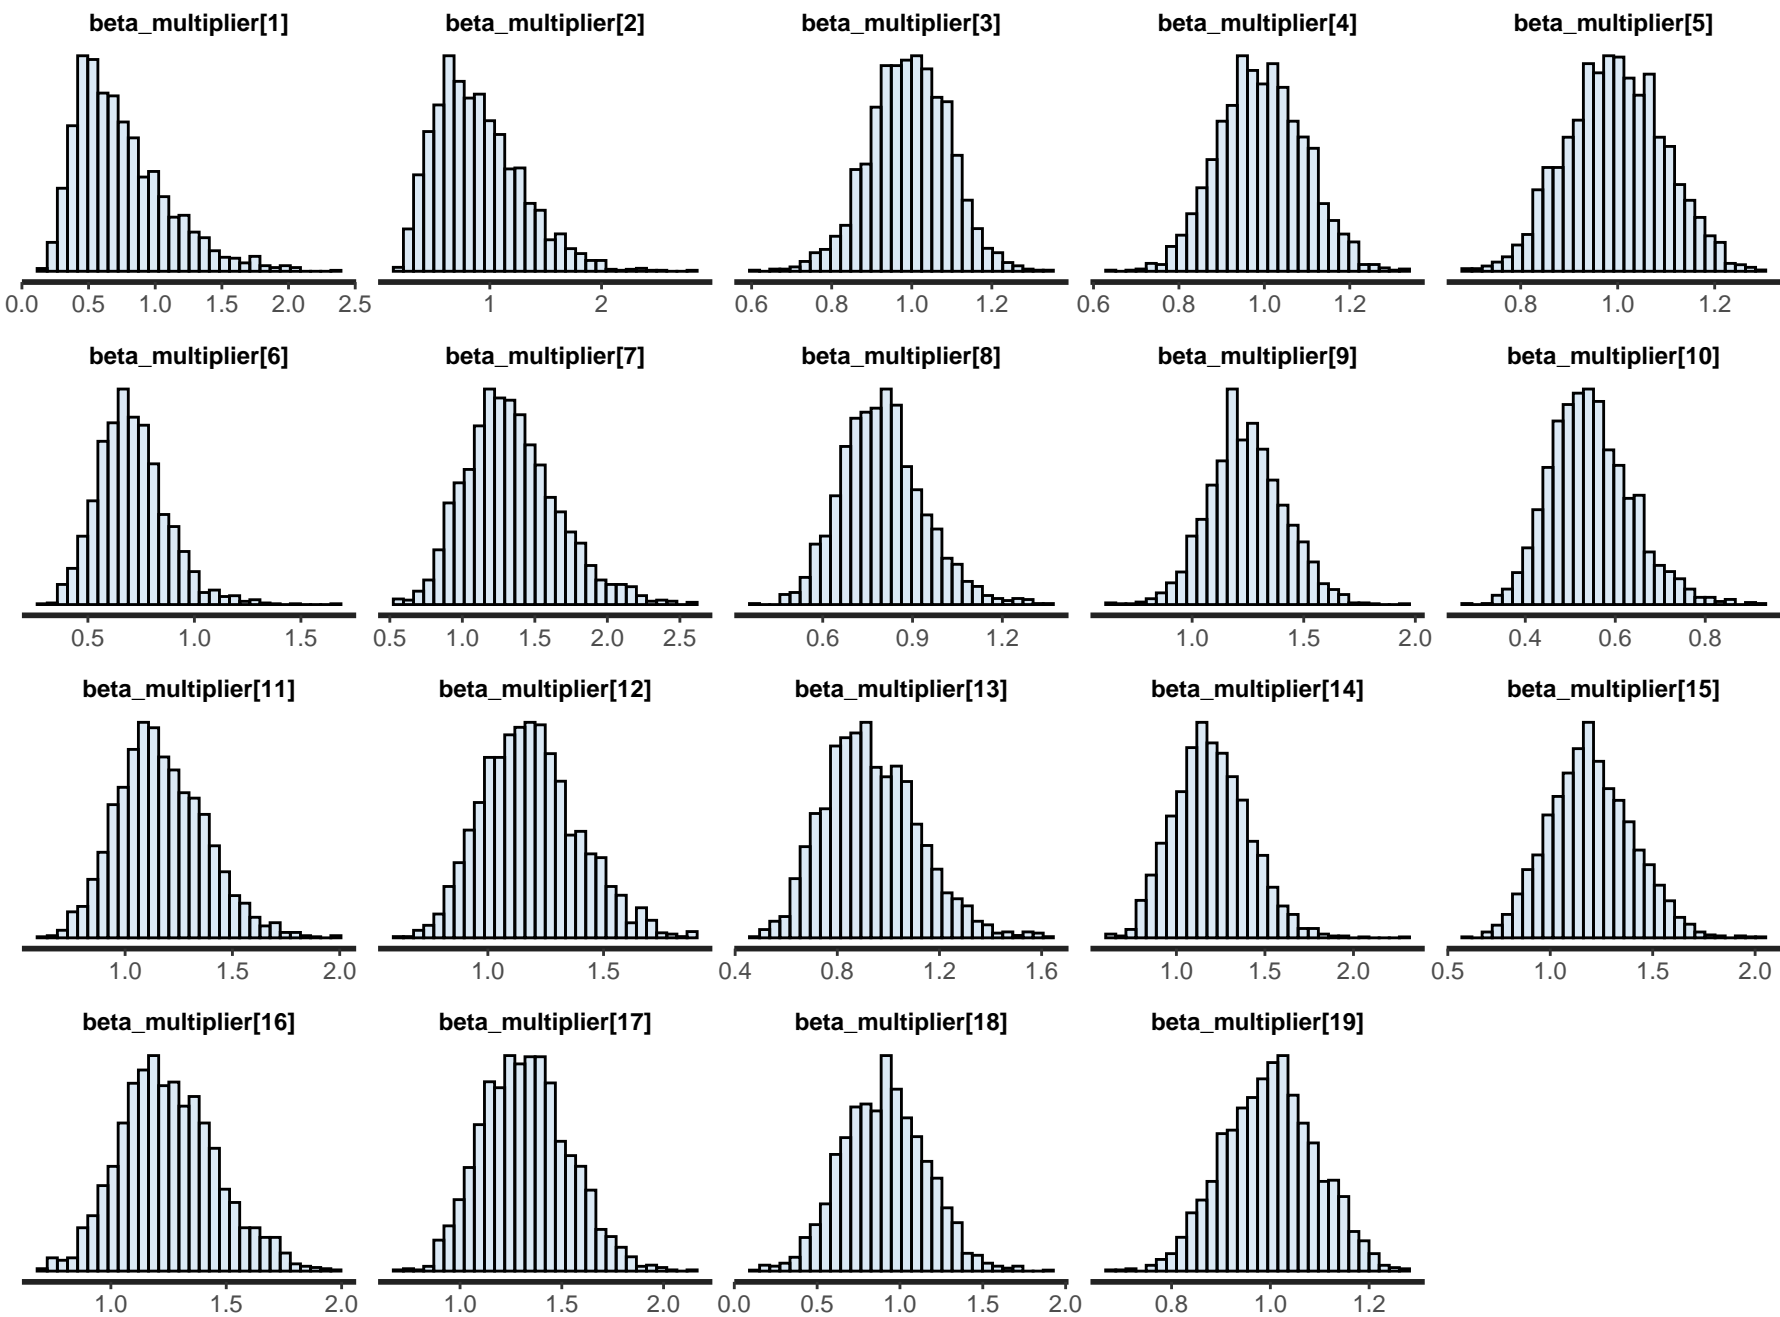 beta_multiplier[1] beta_multiplier[2] beta_multiplier[3] beta_multiplier[4] beta_multiplier[5]
0.0 0.5 1.0 1.5 2.0 2.5 1 2 0.6 0.8 1.0 1.2 0.6 0.8 1.0 1.2 0.8 1.0 1.2
beta_multiplier[6] beta_multiplier[7] beta_multiplier[8] beta_multiplier[9] beta_multiplier[10]
0.5 1.0 1.5 0.5 1.0 1.5 2.0 2.5 0.6 0.9 1.2 1.0 1.5 2.0 0.4 0.6 0.8
beta_multiplier[11] beta_multiplier[12] beta_multiplier[13] beta_multiplier[14] beta_multiplier[15]
1.0 1.5 2.0 1.0 1.5 0.4 0.8 1.2 1.6 1.0 1.5 2.0 0.5 1.0 1.5 2.0
beta_multiplier[16] beta_multiplier[17] beta_multiplier[18] beta_multiplier[19]
1.0 1.5 2.0 1.0 1.5 2.0 0.0 0.5 1.0 1.5 2.0 0.8 1.0 1.2